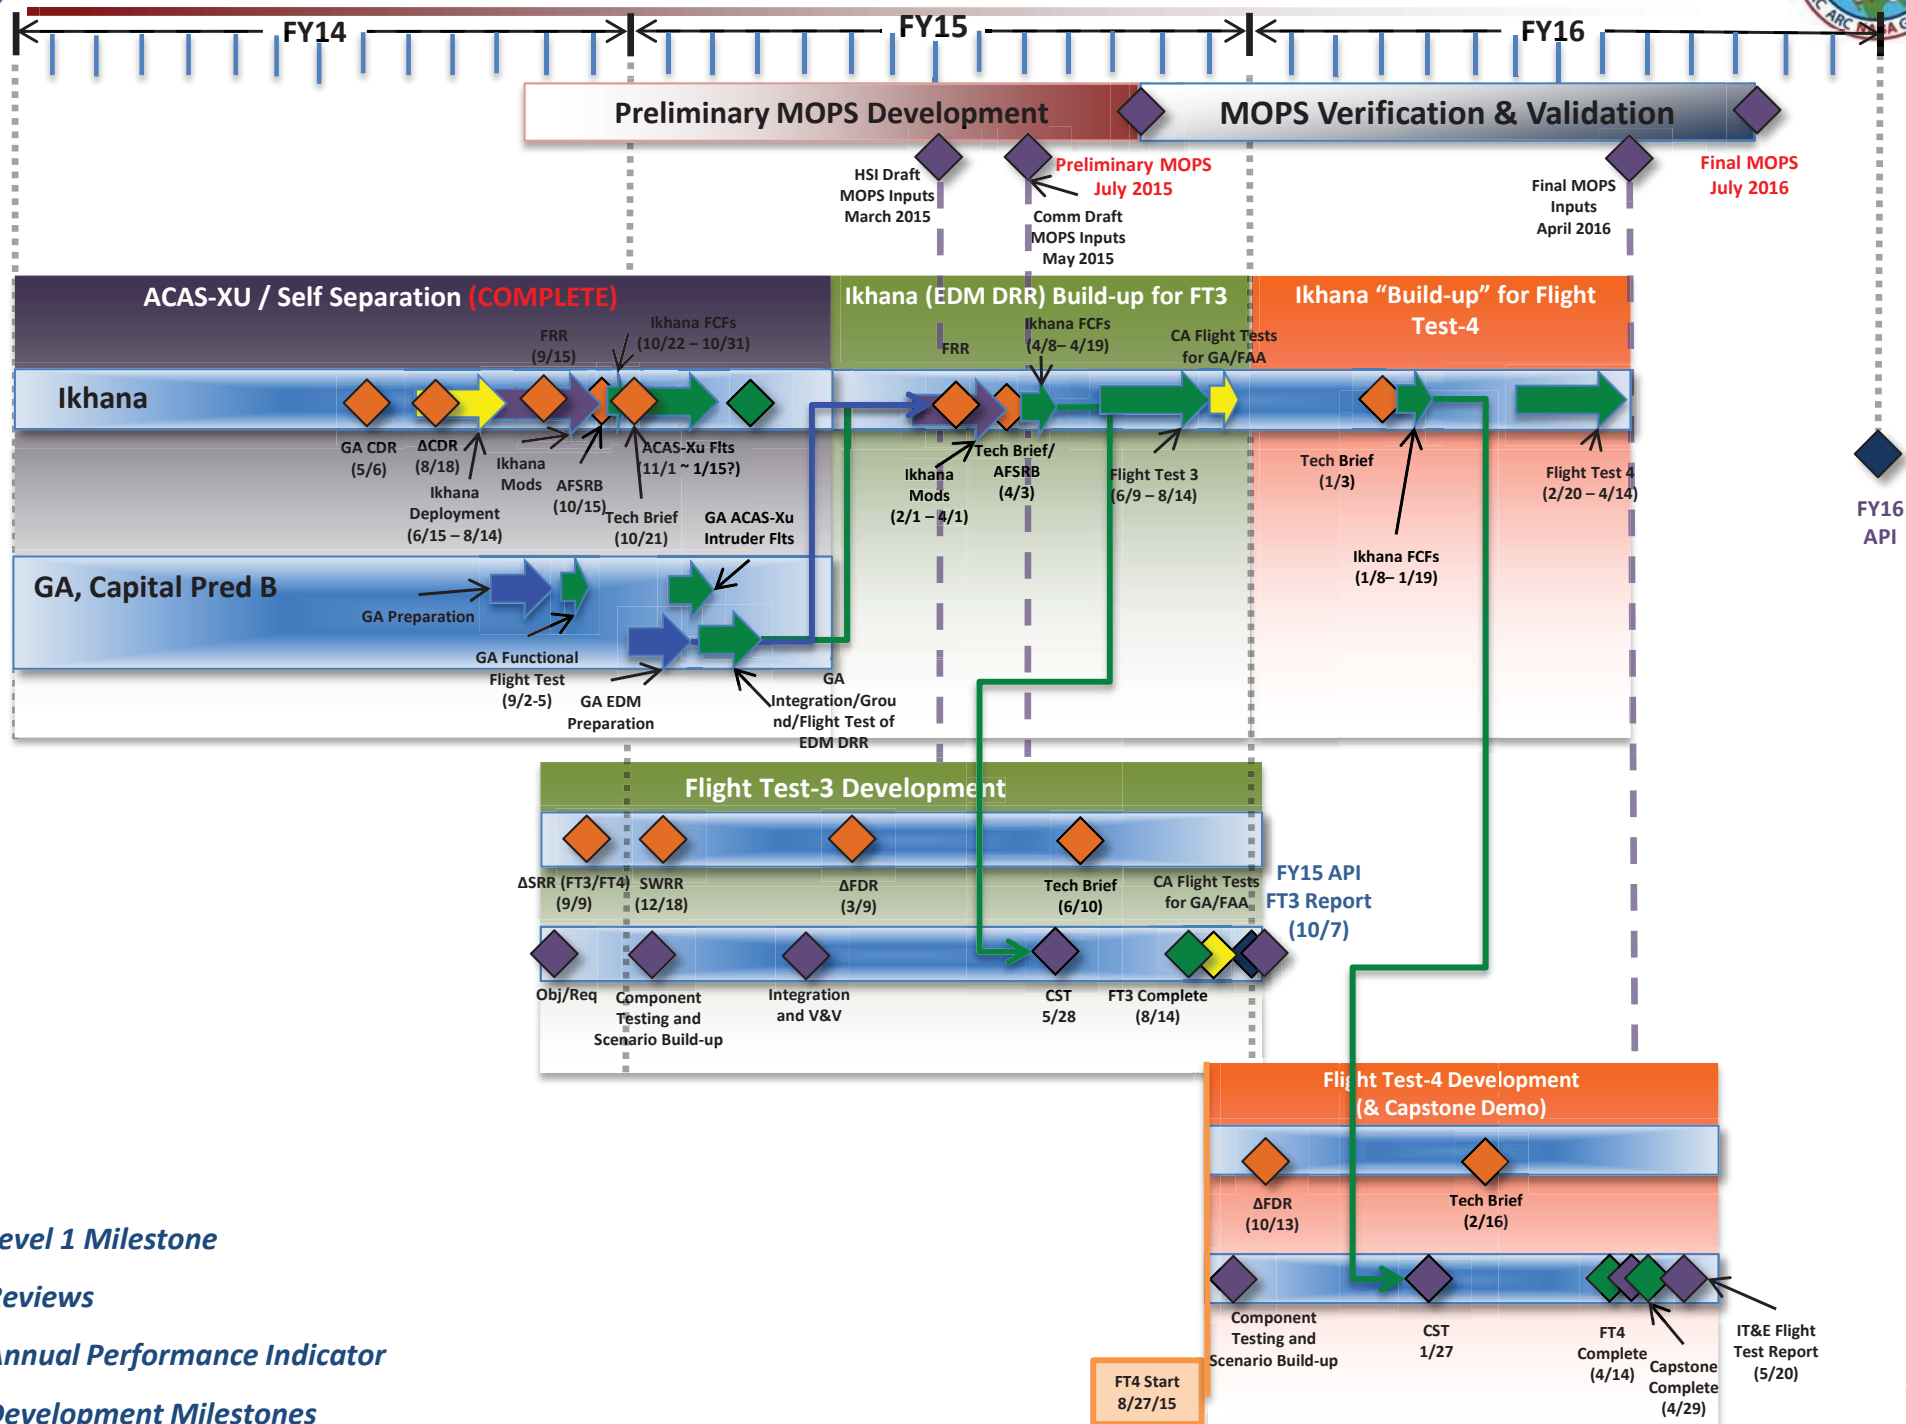 FY14
FY15
FY16
Preliminary MOPS Development
MOPS Verification & Validation
HSI Draft
MOPS Inputs
March 2015
Preliminary MOPS
July 2015
Comm Draft
MOPS Inputs
May 2015
Final MOPS
Inputs
April 2016
Final MOPS
July 2016
ACAS-XU / Self Separation (COMPLETE)
Ikhana (EDM DRR) Build-up for FT3
Ikhana “Build-up” for Flight
Test-4
FRR
(9/15)
Ikhana FCFs
(10/22 – 10/31)
FRR
Ikhana FCFs
(4/8– 4/19)
CA Flight Tests
for GA/FAA
Ikhana
GA CDR
(5/6)
ΔCDR
(8/18)
Ikhana
Deployment
(6/15 – 8/14)
Ikhana
Mods
AFSRB
(10/15)
Tech Brief
(10/21)
ACAS-Xu Flts
(11/1 ~ 1/15?)
GA ACAS-Xu
Intruder Flts
Ikhana
Mods
(2/1 – 4/1)
Tech Brief/
AFSRB
(4/3)
Flight Test 3
(6/9 – 8/14)
Tech Brief
(1/3)
Ikhana FCFs
(1/8– 1/19)
Flight Test 4
(2/20 – 4/14)
FY16
API
GA, Capital Pred B
GA Preparation
GA Functional
Flight Test
(9/2-5)
GA EDM
Preparation
GA
Integration/Grou
nd/Flight Test of
EDM DRR
Flight Test-3 Development
ΔSRR (FT3/FT4)
(9/9)
SWRR
(12/18)
ΔFDR
(3/9)
Tech Brief
(6/10)
CA Flight Tests
for GA/FAA
FY15 API
FT3 Report
(10/7)
Obj/Req
Component
Testing and
Scenario Build-up
Integration
and V&V
CST
5/28
FT3 Complete
(8/14)
Flight Test-4 Development
(& Capstone Demo)
ΔFDR
(10/13)
Tech Brief
(2/16)
Component
Testing and
Scenario Build-up
CST
1/27
FT4
Complete
(4/14)
Capstone
Complete
(4/29)
IT&E Flight
Test Report
(5/20)
FT4 Start
8/27/15
evel 1 Milestone
Reviews
Annual Performance Indicator
Development Milestones